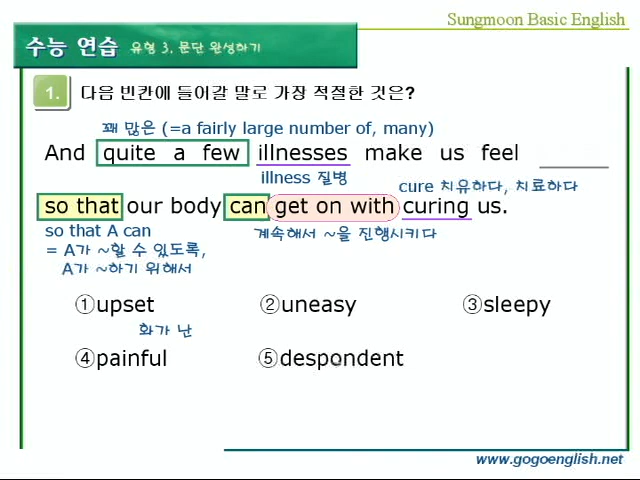 Sungmoon Basic English
수능 연습 유형 3. 문단 완성하기
1. 다음 빈칸에 들어갈 말로 가장 적절한 것은?
꽤 많은 (=a fairly large number of, many)
And quite a few illnesses make us feel ________
illness 질병
cure 치유하다, 치료하다
so that our body can get on with curing us.
so that A can
계속해서 ~을 진행시키다
= A가 ~할 수 있도록,
A가 ~하기 위해서
①upset ②uneasy ③sleepy
화가 난
④painful ⑤despondent
www.gogoenglish.net